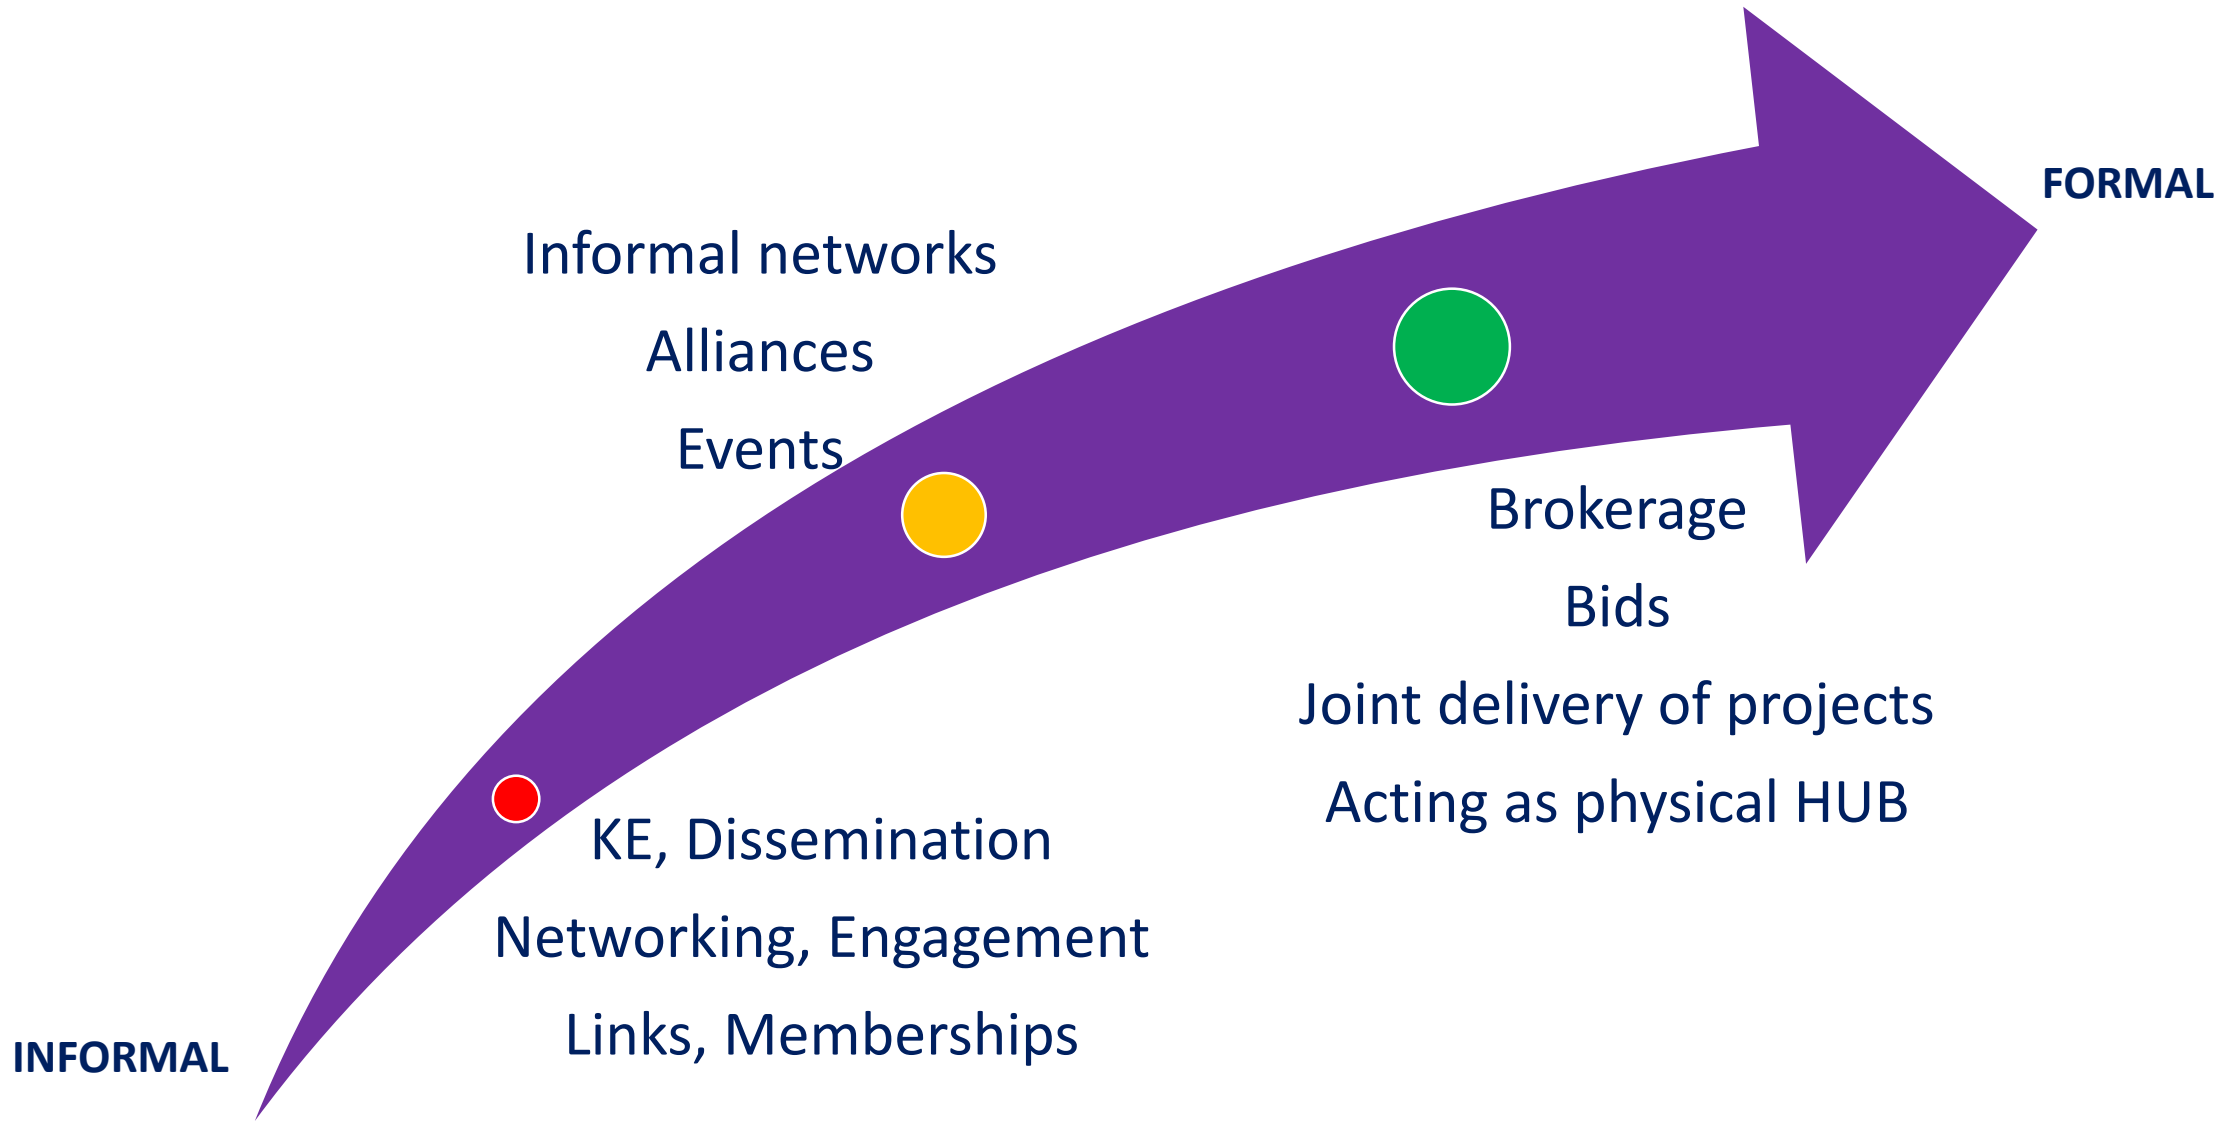 FORMAL
Informal networks
Alliances
Events
Brokerage
Bids
Joint delivery of projects
Acting as physical HUB
KE, Dissemination
Networking, Engagement
Links, Memberships
INFORMAL